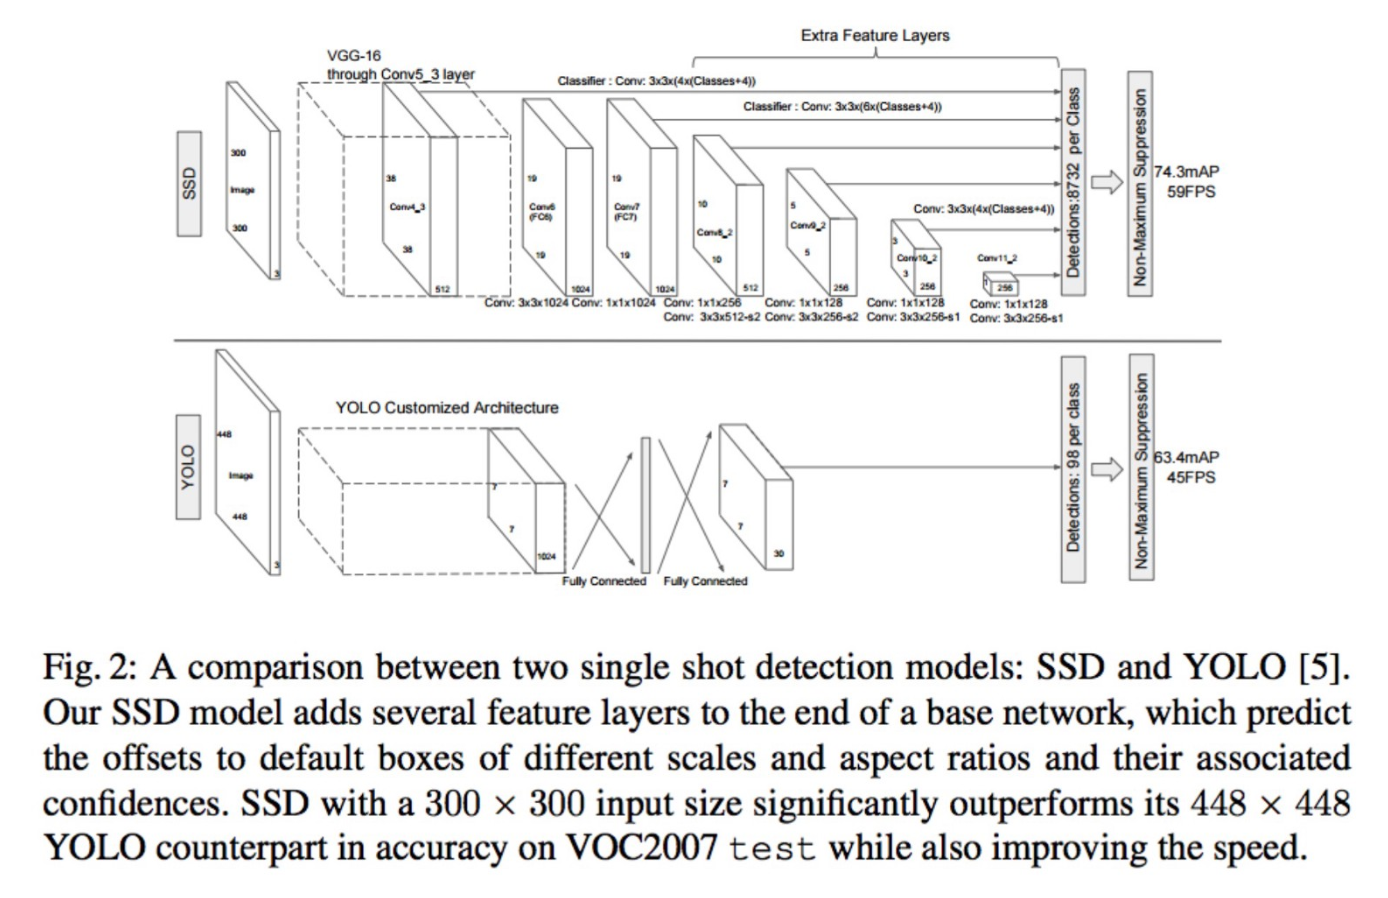 Extra Feature Layers
VGG-16
through Conv5_3 layer
Classifier : Conv: 3x3x(4x(Classes+4))
Classifier : Conv: 3x3x(6x(Classes+4))
SSD
300
Image
300
3
38
Conv4_3
38
512
19
Conv6
(FC6)
19
1024
19
Conv7
(FC7)
19
1024
10
Conv8_2
10
512
5
Conv9_2
5
256
Conv: 3x3x(4x(Classes+4))
3
Conv10_2
3
256
Conv11_2
1
256
Conv: 3x3x1024 Conv: 1x1x1024 Conv: 1x1x256 Conv: 1x1x128 Conv: 1x1x128 Conv: 1x1x128
Conv: 3x3x512-s2 Conv: 3x3x256-s2 Conv: 3x3x256-s1 Conv: 3x3x256-s1
Detections:8732 per Class
Non-Maximum Suppression
74.3mAP
59FPS
YOLO
448
Image
448
3
YOLO Customized Architecture
7
7
1024
Fully Connected Fully Connected
7
7
30
Detections: 98 per class
Non-Maximum Suppression
63.4mAP
45FPS
Fig. 2: A comparison between two single shot detection models: SSD and YOLO [5].
Our SSD model adds several feature layers to the end of a base network, which predict
the offsets to default boxes of different scales and aspect ratios and their associated
confidences. SSD with a 300 × 300 input size significantly outperforms its 448 × 448
YOLO counterpart in accuracy on VOC2007 test while also improving the speed.